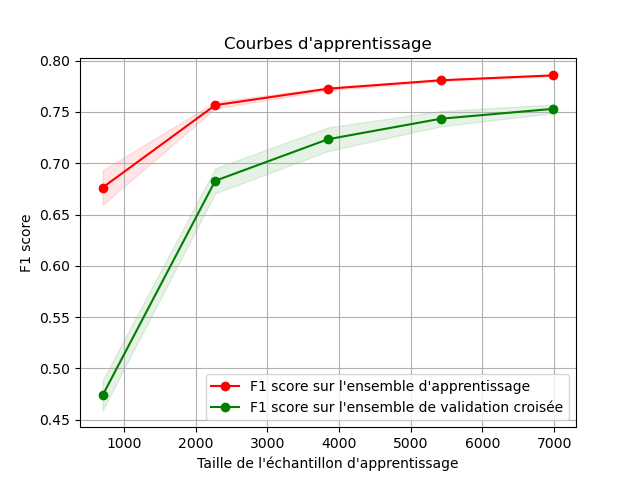 Courbes d'apprentissage
F1 score
0.80
0.75
0.70
0.65
0.60
0.55
0.50
0.45
F1 score sur l'ensemble d'apprentissage
F1 score sur l'ensemble de validation croisée
1000 2000 3000 4000 5000 6000 7000
Taille de l'échantillon d'apprentissage